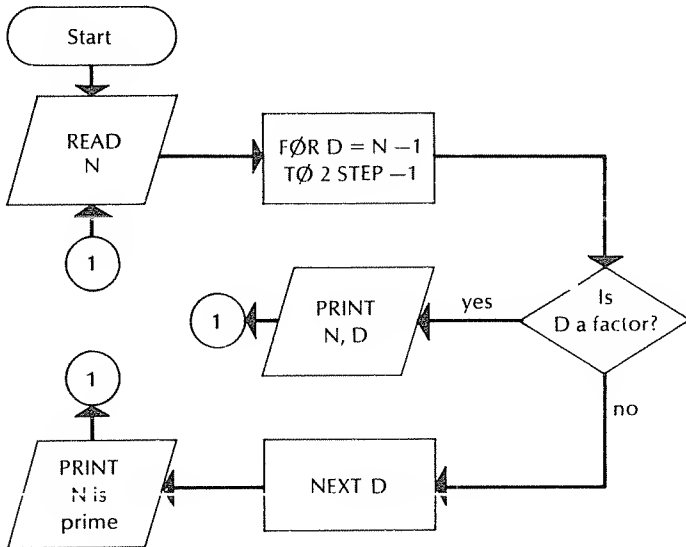 Start
READ
N
FØR D = N −1
TØ 2 STEP −1
1
Is
D a factor?
yes
PRINT
N, D
1
no
1
NEXT D
PRINT
N is
prime